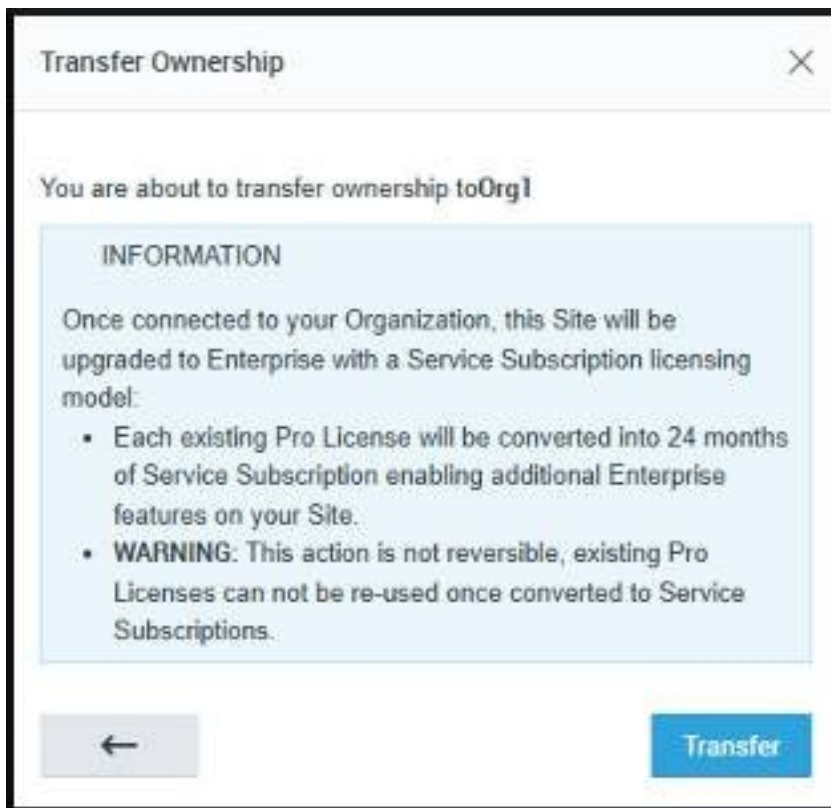 Transfer Ownership
You are about to transfer ownership toOrg1
INFORMATION
Once connected to your Organization, this Site will be
upgraded to Enterprise with a Service Subscription licensing
model:
• Each existing Pro License will be converted into 24 months
of Service Subscription enabling additional Enterprise
features on your Site.
• WARNING: This action is not reversible, existing Pro
Licenses can not be re-used once converted to Service
Subscriptions.
Transfer